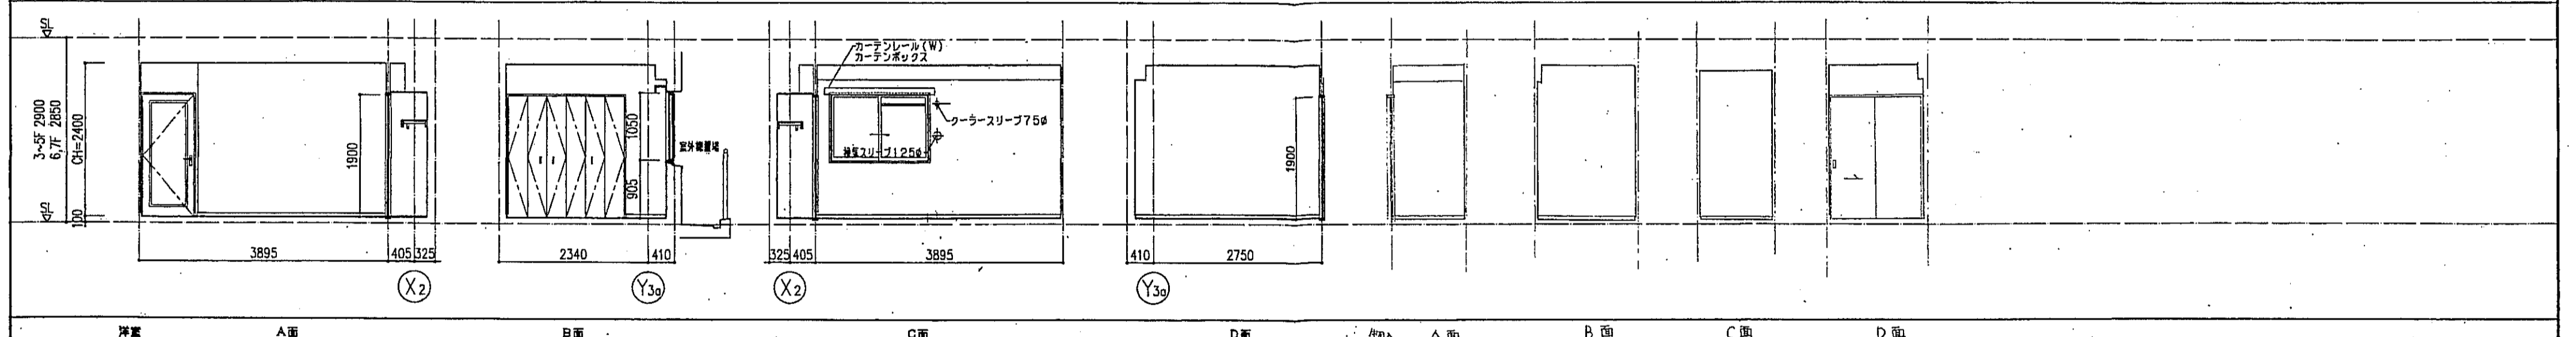 SL
3~5F 2900
6,7F 2850
CH=2400
SL
100
1900
3895
405
325
X2
1050
905
室外機置場
2340
410
Y3a
カーテンレール(W)
カーテンボックス
クーラースリーブ75ø
換気スリーブ125ø
325
405
3895
X2
1900
410
2750
Y3a
洋室
A面
B面
C面
D面
A面
B面
C面
D面